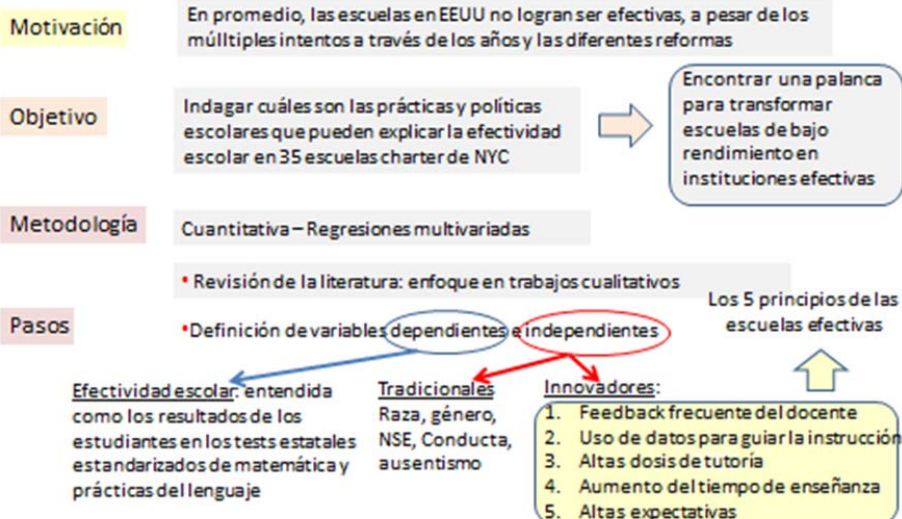 Motivación
En promedio, las escuelas en EEUU no logran ser efectivas, a pesar de los
múlltiples intentos a través de los años y las diferentes reformas
Objetivo
Indagar cuáles son las prácticas y políticas
escolares que pueden explicar la efectividad
escolar en 35 escuelas charter de NYC
Encontrar una palanca
para transformar
escuelas de bajo
rendimiento en
instituciones efectivas
Metodología
Cuantitativa – Regresiones multivariadas
Pasos
• Revisión de la literatura: enfoque en trabajos cualitativos
•Definición de variables dependientes e independientes
Los 5 principios de las
escuelas efectivas
Efectividad escolar: entendida
como los resultados de los
estudiantes en los tests estatales
estandarizados de matemática y
prácticas del lenguaje
Tradicionales
Raza, género,
NSE, Conducta,
ausentismo
Innovadores:
1. Feedback frecuente del docente
2. Uso de datos para guiar la instrucción
3. Altas dosis de tutoría
4. Aumento del tiempo de enseñanza
5. Altas expectativas